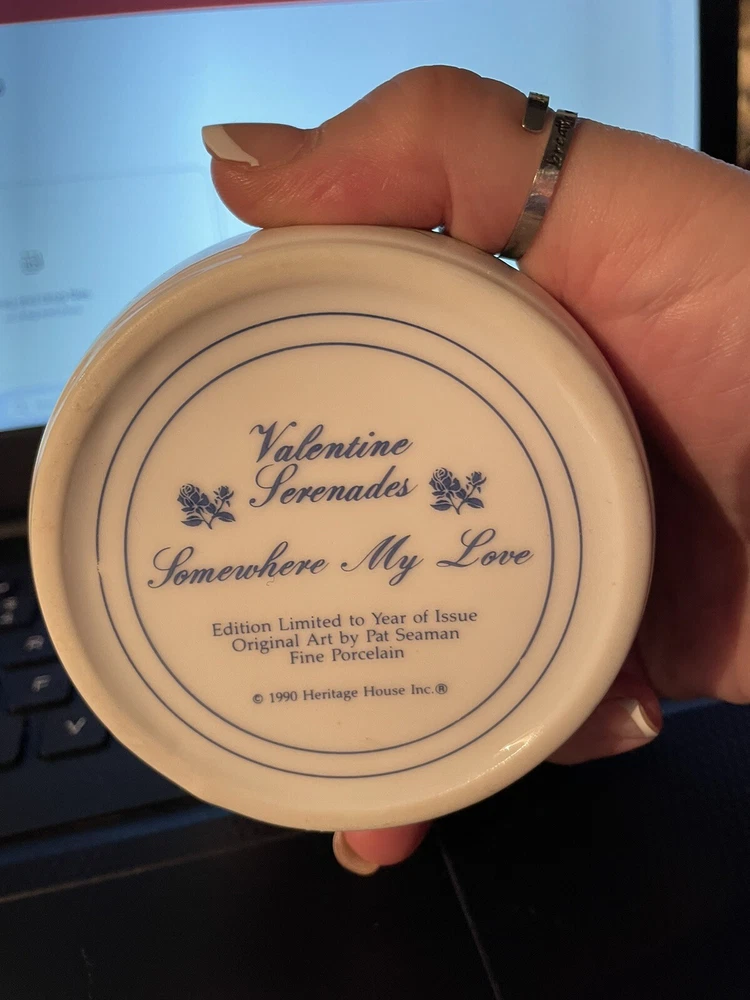 breathe
Valentine
Serenades
Somewhere My Love
Edition Limited to Year of Issue
Original Art by Pat Seaman
Fine Porcelain
© 1990 Heritage House Inc.®
R
F
V